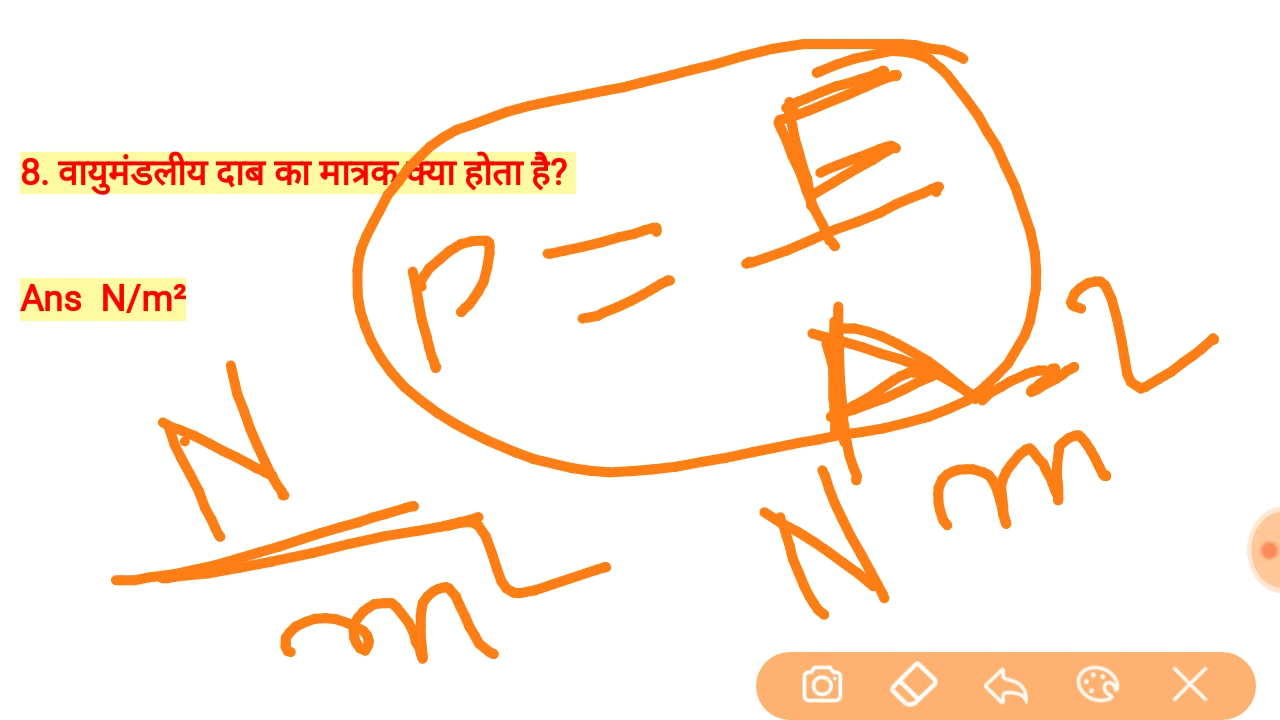 8. वायुमंडलीय दाब का मात्रक क्या होता है?
Ans N/m²
P = F
A
N
m²
N m⁻²